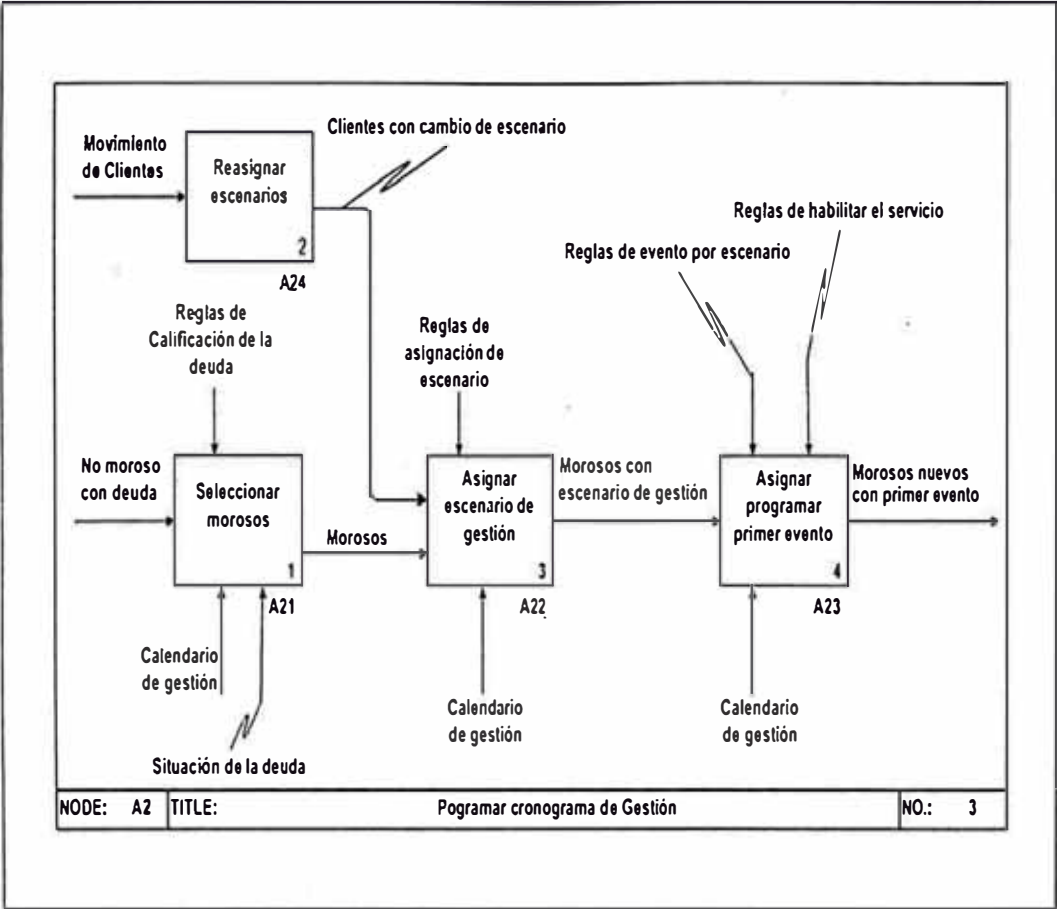 Clientes con cambio de escenario
Movimiento
de Clientes
Reasignar
escenarios
2
A24
Reglas de habilitar el servicio
Reglas de evento por escenario
Reglas de
Calificación de la
deuda
Reglas de
asignación de
escenario
No moroso
con deuda
Seleccionar
morosos
1
A21
Morosos
Asignar
escenario de
gestión
3
A22
Morosos con
escenario de gestión
Asignar
programar
primer evento
4
A23
Morosos nuevos
con primer evento
Calendario
de gestión
Situación de la deuda
Calendario
de gestión
Calendario
de gestión
NODE: A2 TITLE: Pogramar cronograma de Gestión NO.: 3